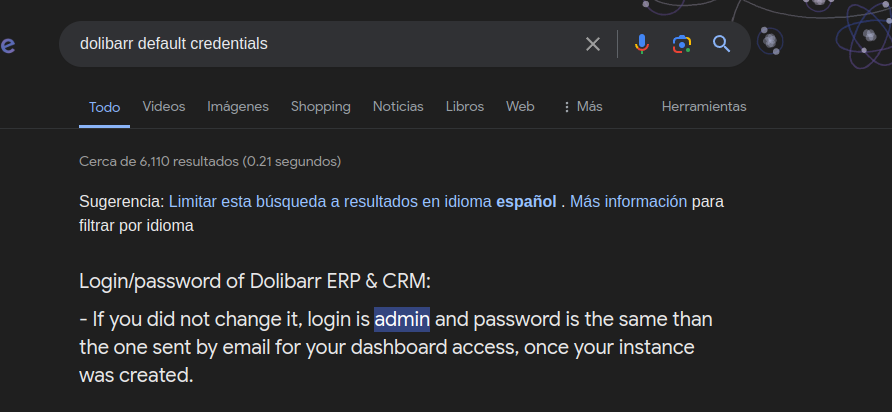 e
dolibarr default credentials
Todo Videos Imágenes Shopping Noticias Libros Web Más Herramientas
Cerca de 6,110 resultados (0.21 segundos)
Sugerencia: Limitar esta búsqueda a resultados en idioma español . Más información para
filtrar por idioma
Login/password of Dolibarr ERP & CRM:
- If you did not change it, login is admin and password is the same than
the one sent by email for your dashboard access, once your instance
was created.